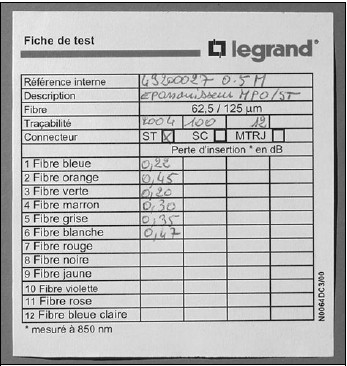 Fiche de test
legrand®
Référence interne 43200027 0.5M
Description EPANOUISSEUR MPO/ST
Fibre 62,5 / 125 µm
Traçabilité 2004 100 12
Connecteur ST ☒ SC ☐ MTRJ ☐
Perte d'insertion * en dB
1 Fibre bleue 0,22
2 Fibre orange 0,45
3 Fibre verte 0,20
4 Fibre marron 0,30
5 Fibre grise 0,35
6 Fibre blanche 0,47
7 Fibre rouge
8 Fibre noire
9 Fibre jaune
10 Fibre violette
11 Fibre rose
12 Fibre bleue claire
* mesuré à 850 nm
N0064DC3/00